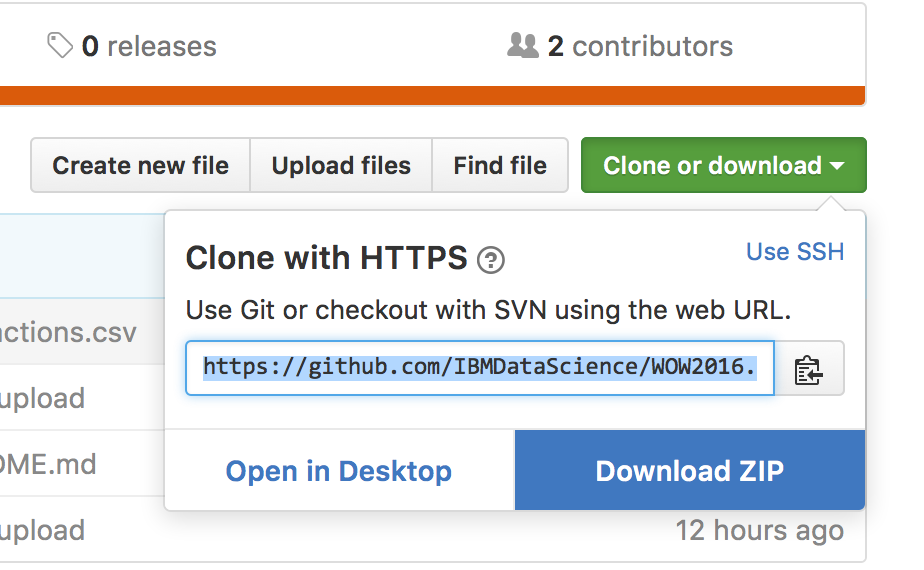 0 releases
2 contributors
Create new file
Upload files
Find file
Clone or download
Clone with HTTPS ?
Use SSH
Use Git or checkout with SVN using the web URL.
https://github.com/IBMDataScience/WOW2016.
actions.csv
upload
OME.md
Open in Desktop
Download ZIP
upload
12 hours ago